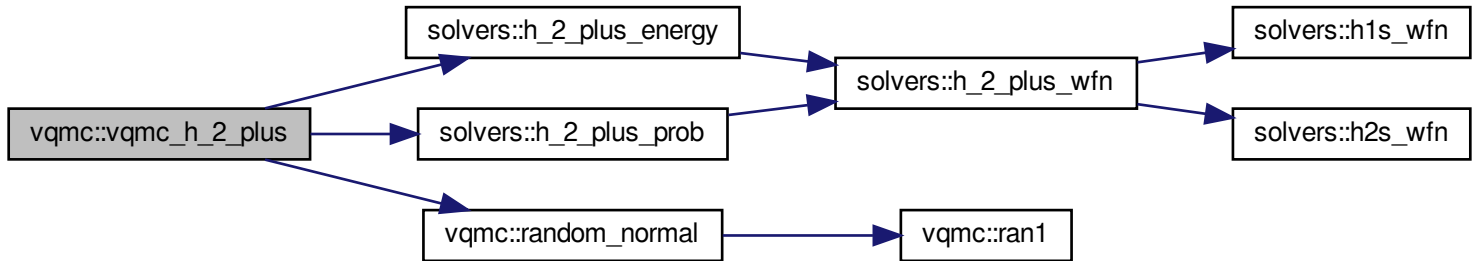 vqmc::vqmc_h_2_plus
solvers::h_2_plus_energy
solvers::h_2_plus_prob
vqmc::random_normal
solvers::h_2_plus_wfn
vqmc::ran1
solvers::h1s_wfn
solvers::h2s_wfn